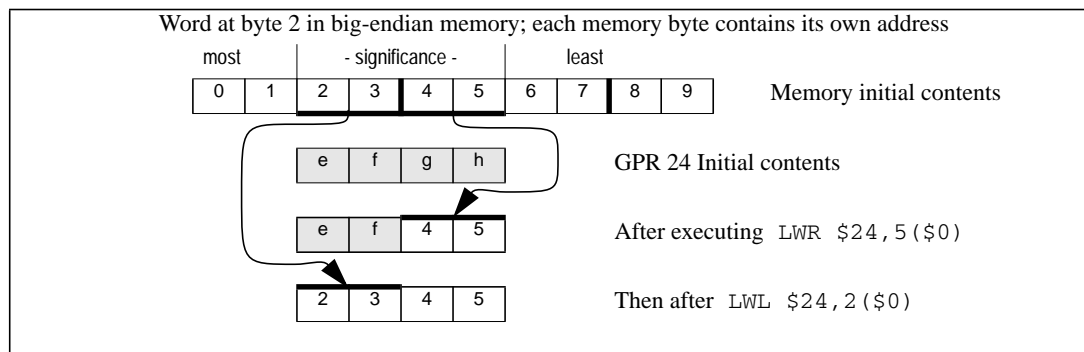 Word at byte 2 in big-endian memory; each memory byte contains its own address
most - significance - least
0 1 2 3 4 5 6 7 8 9 Memory initial contents
e f g h GPR 24 Initial contents
e f 4 5 After executing LWR $24,5($0)
2 3 4 5 Then after LWL $24,2($0)